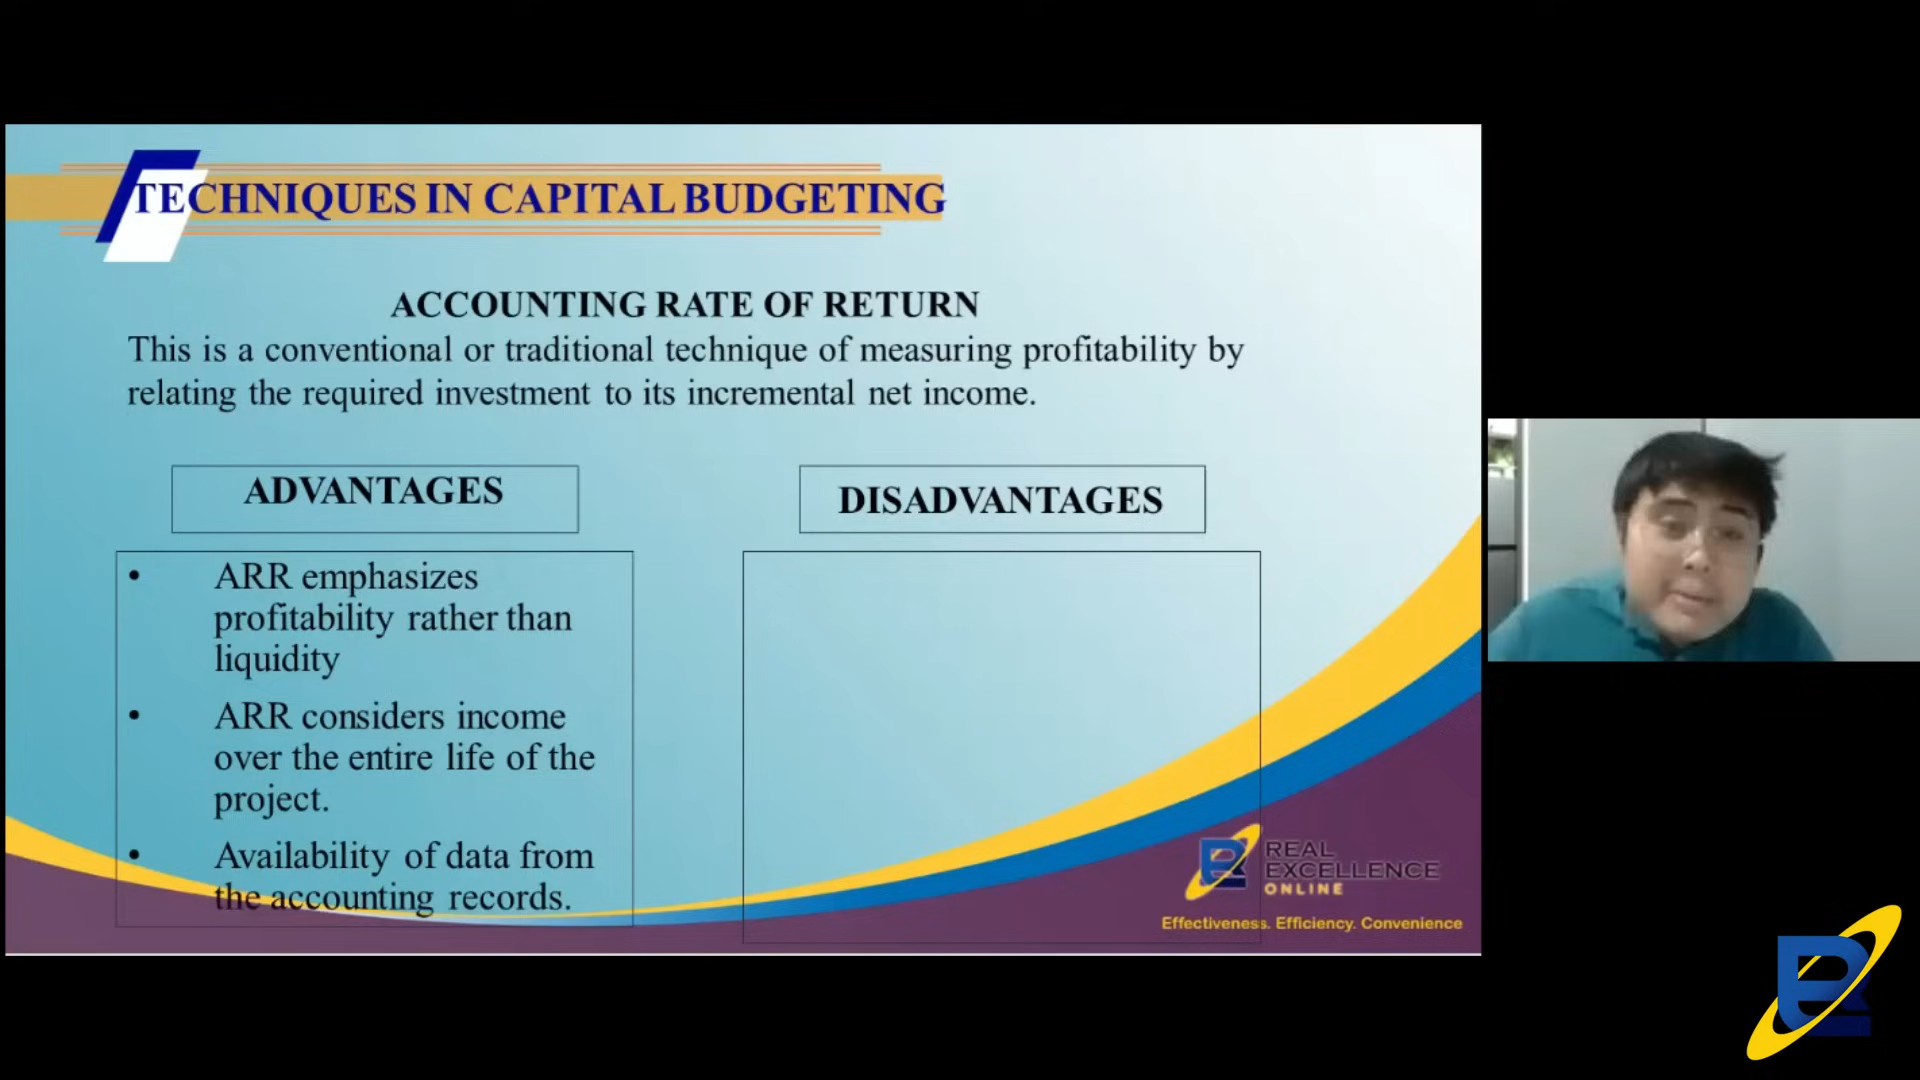 TECHNIQUES IN CAPITAL BUDGETING
ACCOUNTING RATE OF RETURN
This is a conventional or traditional technique of measuring profitability by
relating the required investment to its incremental net income.
ADVANTAGES
• ARR emphasizes
profitability rather than
liquidity
• ARR considers income
over the entire life of the
project.
• Availability of data from
the accounting records.
DISADVANTAGES
REAL
EXCELLENCE
ONLINE
Effectiveness. Efficiency. Convenience